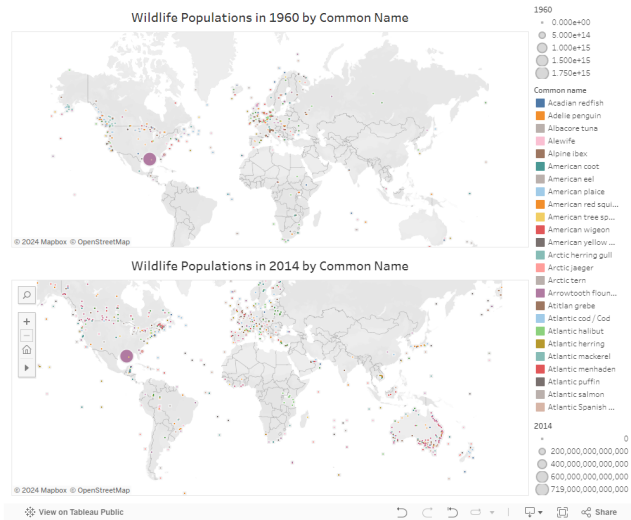 Wildlife Populations in 1960 by Common Name
© 2024 Mapbox © OpenStreetMap
Wildlife Populations in 2014 by Common Name
© 2024 Mapbox © OpenStreetMap
1960
0.000e+00
5.000e+14
1.000e+15
1.500e+15
1.750e+15
Common name
Acadian redfish
Adelie penguin
Albacore tuna
Alewife
Alpine ibex
American coot
American eel
American plaice
American red squi...
American tree sp...
American wigeon
American yellow ...
Arctic herring gull
Arctic jaeger
Arctic tern
Arrowtooth floun...
Atitlan grebe
Atlantic cod / Cod
Atlantic halibut
Atlantic herring
Atlantic mackerel
Atlantic menhaden
Atlantic puffin
Atlantic salmon
Atlantic Spanish ...
2014
0
200,000,000,000,000
400,000,000,000,000
600,000,000,000,000
719,000,000,000,000
View on Tableau Public
Share